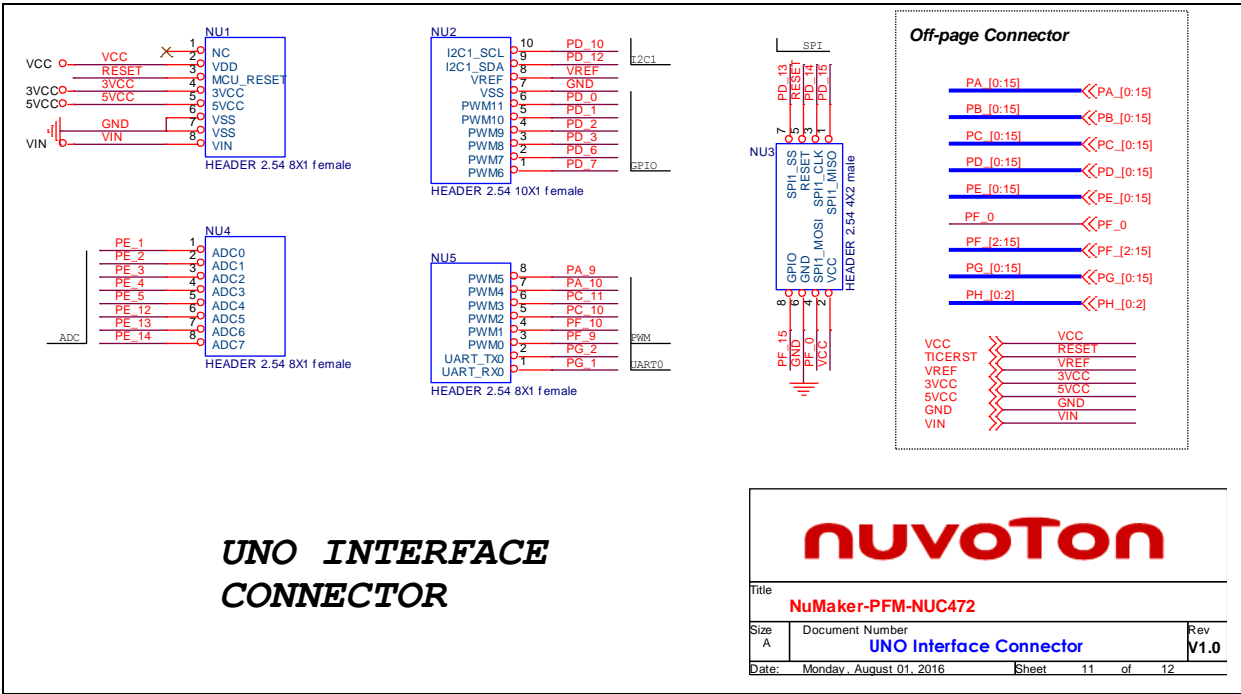 NU1
1
NC
VCC VCC 2 VDD
RESET 3 MCU_RESET
3VCC 3VCC 4 3VCC
5VCC 5VCC 5 5VCC
6 VSS
GND 7 VSS
VIN VIN 8 VIN
HEADER 2.54 8X1 female
NU2
I2C1_SCL 10 PD_10
I2C1_SDA 9 PD_12 I2C1
VREF 8 VREF
VSS 7 GND
PWM11 6 PD_0
PWM10 5 PD_1
PWM9 4 PD_2
PWM8 3 PD_3
PWM7 2 PD_6
PWM6 1 PD_7 GPIO
HEADER 2.54 10X1 female
SPI
PD_13 RESET PD_14 PD_15
7 5 3 1
NU3
SPI1_SS RESET SPI1_CLK SPI1_MISO
GPIO GND SPI1_MOSI VCC
HEADER 2.54 4X2 male
8 6 4 2
PF_15 GND PF_0 VCC
NU4
PE_1 1 ADC0
PE_2 2 ADC1
PE_3 3 ADC2
PE_4 4 ADC3
PE_5 5 ADC4
PE_12 6 ADC5
PE_13 7 ADC6
ADC PE_14 8 ADC7
HEADER 2.54 8X1 female
NU5
PWM5 8 PA_9
PWM4 7 PA_10
PWM3 6 PC_11
PWM2 5 PC_10
PWM1 4 PF_10
PWM0 3 PF_9 PWM
UART_TX0 2 PG_2
UART_RX0 1 PG_1 UART0
HEADER 2.54 8X1 female
Off-page Connector
PA_[0:15] PA_[0:15]
PB_[0:15] PB_[0:15]
PC_[0:15] PC_[0:15]
PD_[0:15] PD_[0:15]
PE_[0:15] PE_[0:15]
PF_0 PF_0
PF_[2:15] PF_[2:15]
PG_[0:15] PG_[0:15]
PH_[0:2] PH_[0:2]
VCC VCC
TICERST RESET
VREF VREF
3VCC 3VCC
5VCC 5VCC
GND GND
VIN VIN
UNO INTERFACE
CONNECTOR
nuvoTon
Title
NuMaker-PFM-NUC472
Size Document Number Rev
A UNO Interface Connector V1.0
Date: Monday, August 01, 2016 Sheet 11 of 12